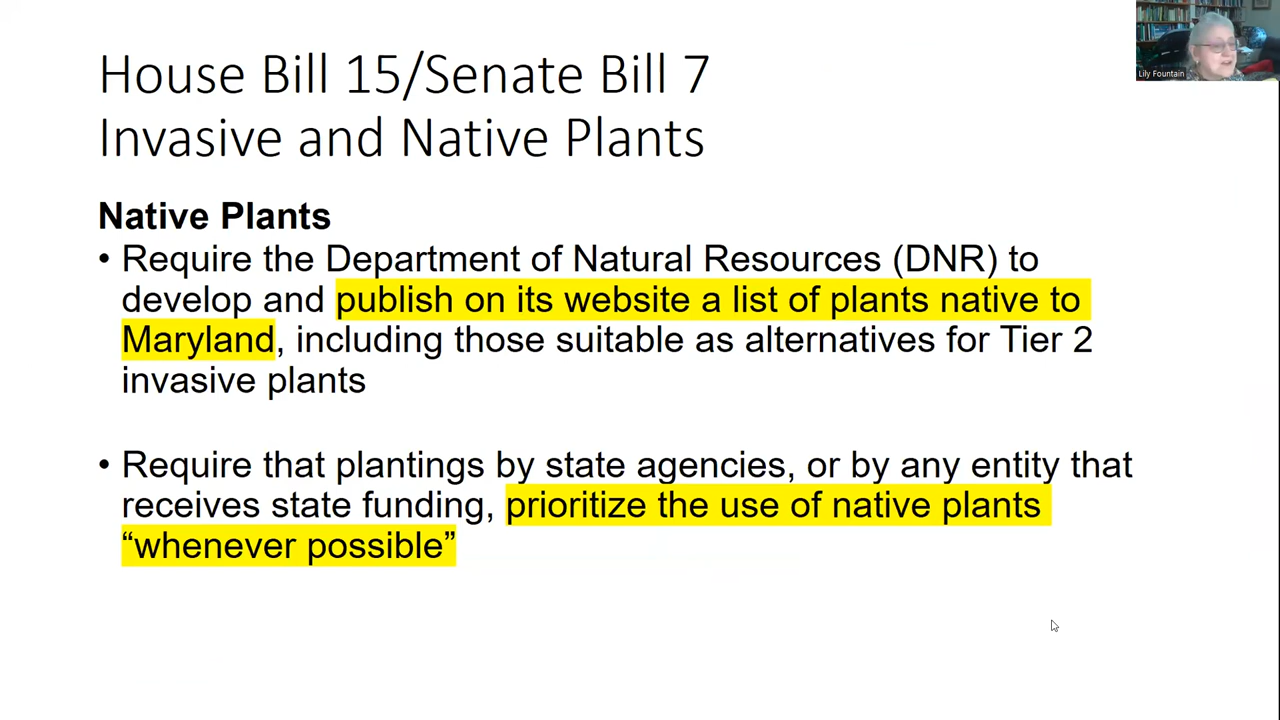 House Bill 15/Senate Bill 7
Invasive and Native Plants
Native Plants
• Require the Department of Natural Resources (DNR) to
develop and publish on its website a list of plants native to
Maryland, including those suitable as alternatives for Tier 2
invasive plants
• Require that plantings by state agencies, or by any entity that
receives state funding, prioritize the use of native plants
“whenever possible”
Lily Fountain